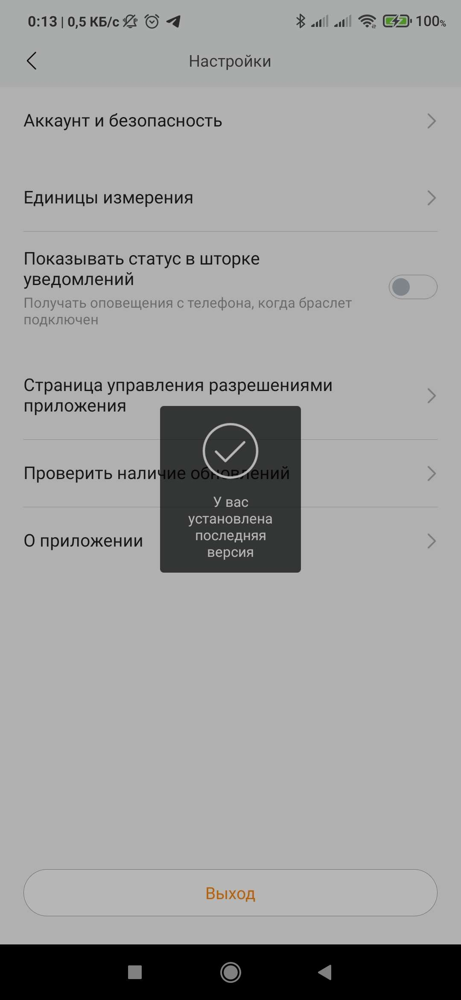 0:13 | 0,5 КБ/с 100%
Настройки
Аккаунт и безопасность
Единицы измерения
Показывать статус в шторке
уведомлений
Получать оповещения с телефона, когда браслет
подключен
Страница управления разрешениями
приложения
Проверить наличие обновлений
У вас
установлена
последняя
версия
О приложении
Выход